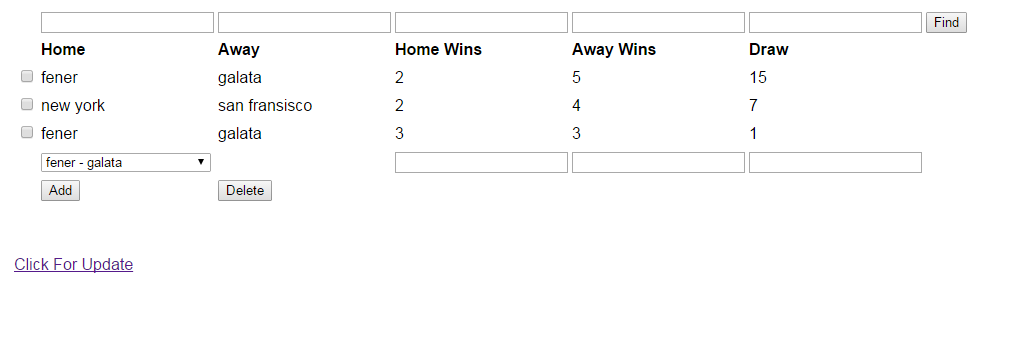 Find
Home Away Home Wins Away Wins Draw
fener galata 2 5 15
new york san fransisco 2 4 7
fener galata 3 3 1
fener - galata
Add Delete
Click For Update